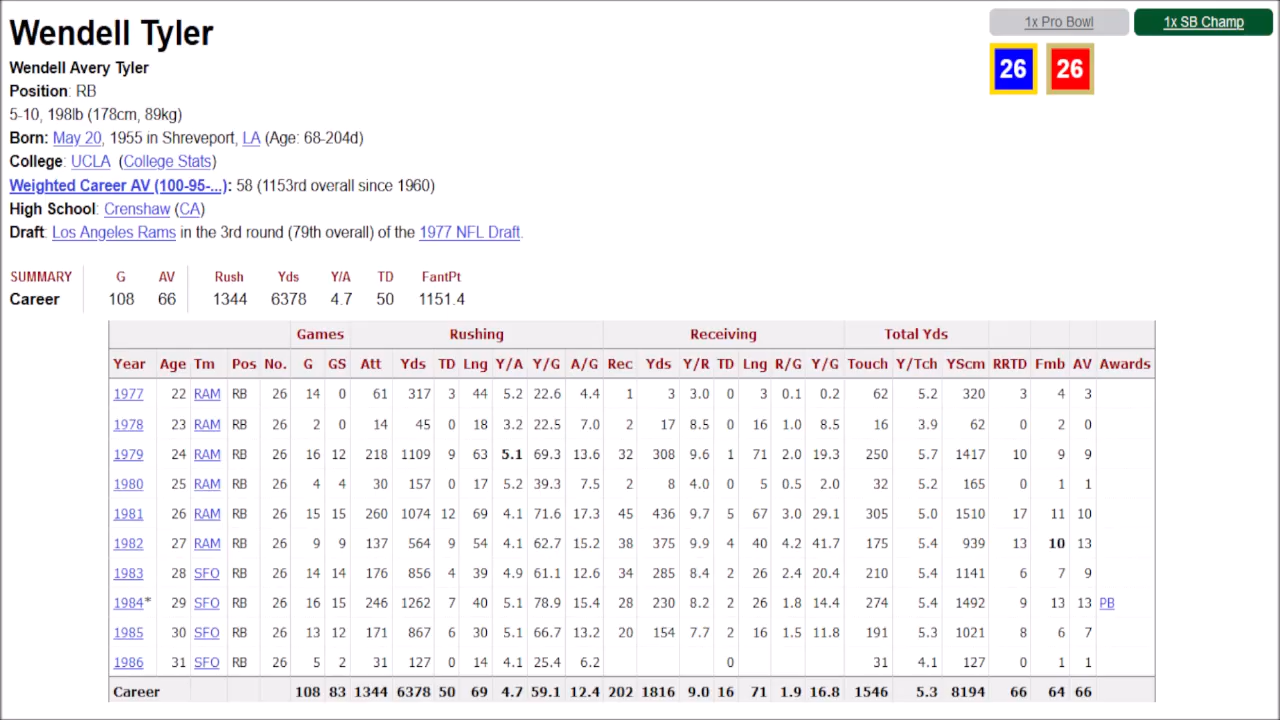 Wendell Tyler
1x Pro Bowl 1x SB Champ
26 26
Wendell Avery Tyler
Position: RB
5-10, 198lb (178cm, 89kg)
Born: May 20, 1955 in Shreveport, LA (Age: 68-204d)
College: UCLA (College Stats)
Weighted Career AV (100-95-...): 58 (1153rd overall since 1960)
High School: Crenshaw (CA)
Draft: Los Angeles Rams in the 3rd round (79th overall) of the 1977 NFL Draft.
SUMMARY G AV Rush Yds Y/A TD FantPt
Career 108 66 1344 6378 4.7 50 1151.4
Games Rushing Receiving Total Yds
Year Age Tm Pos No. G GS Att Yds TD Lng Y/A Y/G A/G Rec Yds Y/R TD Lng R/G Y/G Touch Y/Tch YScm RRTD Fmb AV Awards
1977 22 RAM RB 26 14 0 61 317 3 44 5.2 22.6 4.4 1 3 3.0 0 3 0.1 0.2 62 5.2 320 3 4 3
1978 23 RAM RB 26 2 0 14 45 0 18 3.2 22.5 7.0 2 17 8.5 0 16 1.0 8.5 16 3.9 62 0 2 0
1979 24 RAM RB 26 16 12 218 1109 9 63 5.1 69.3 13.6 32 308 9.6 1 71 2.0 19.3 250 5.7 1417 10 9 9
1980 25 RAM RB 26 4 4 30 157 0 17 5.2 39.3 7.5 2 8 4.0 0 5 0.5 2.0 32 5.2 165 0 1 1
1981 26 RAM RB 26 15 15 260 1074 12 69 4.1 71.6 17.3 45 436 9.7 5 67 3.0 29.1 305 5.0 1510 17 11 10
1982 27 RAM RB 26 9 9 137 564 9 54 4.1 62.7 15.2 38 375 9.9 4 40 4.2 41.7 175 5.4 939 13 10 13
1983 28 SFO RB 26 14 14 176 856 4 39 4.9 61.1 12.6 34 285 8.4 2 26 2.4 20.4 210 5.4 1141 6 7 9
1984* 29 SFO RB 26 16 15 246 1262 7 40 5.1 78.9 15.4 28 230 8.2 2 26 1.8 14.4 274 5.4 1492 9 13 13 PB
1985 30 SFO RB 26 13 12 171 867 6 30 5.1 66.7 13.2 20 154 7.7 2 16 1.5 11.8 191 5.3 1021 8 6 7
1986 31 SFO RB 26 5 2 31 127 0 14 4.1 25.4 6.2 0 31 4.1 127 0 1 1
Career 108 83 1344 6378 50 69 4.7 59.1 12.4 202 1816 9.0 16 71 1.9 16.8 1546 5.3 8194 66 64 66